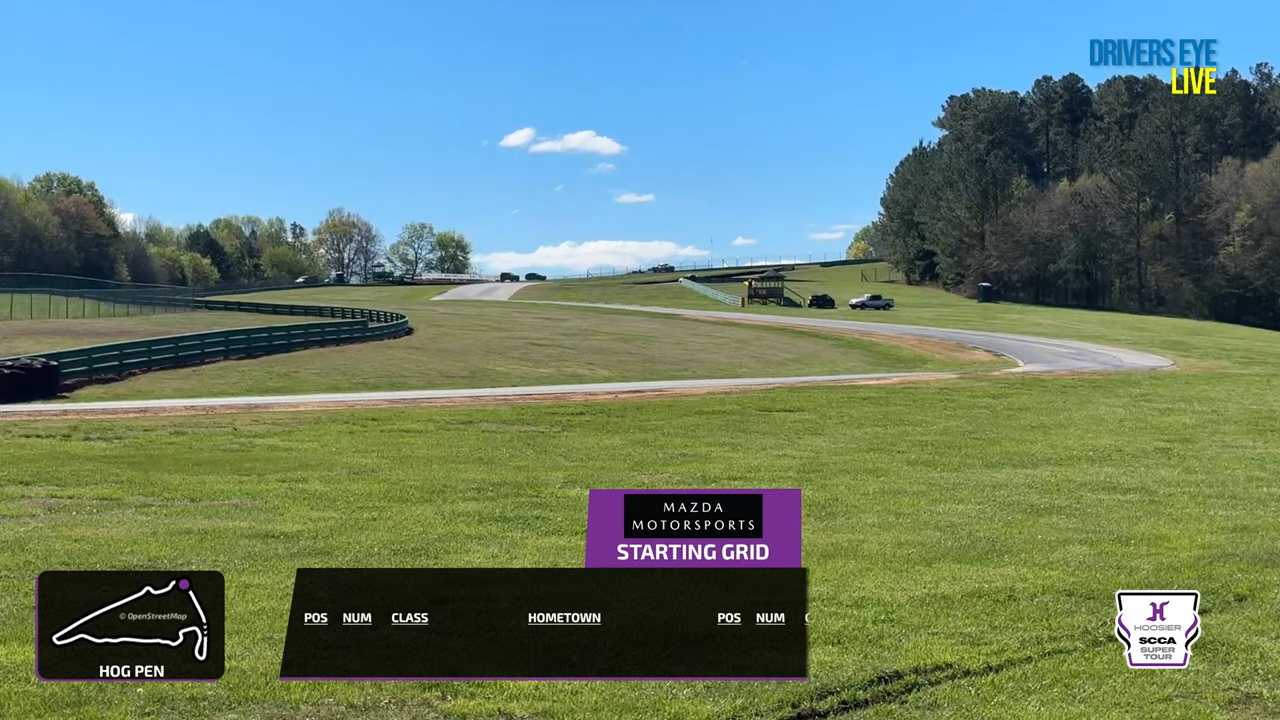 DRIVERS EYE
LIVE
MAZDA
MOTORSPORTS
STARTING GRID
POS NUM CLASS HOMETOWN POS NUM
© OpenStreetMap
HOG PEN
HOOSIER
SCCA
SUPER
TOUR